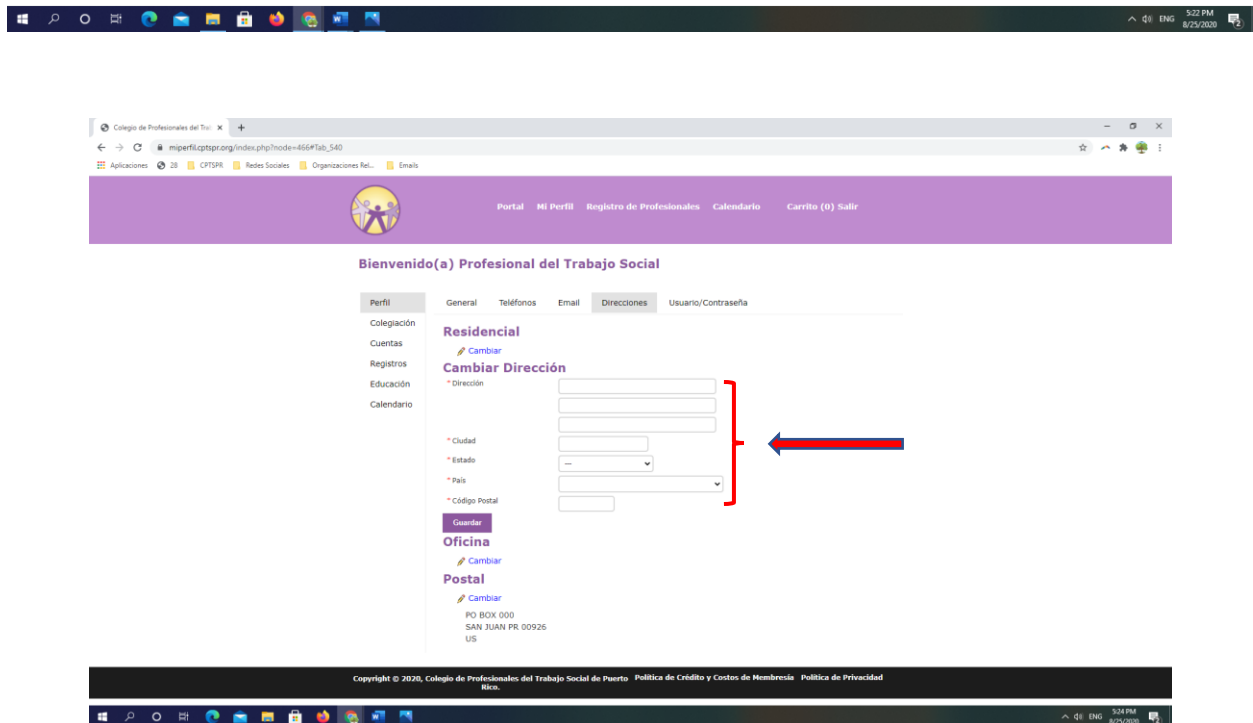 ENG 5:22 PM
8/25/2020
2
Colegio de Profesionales del Tra
miperfil.cptspr.org/index.php?node=466#Tab_540
Aplicaciones 28 CPTSPR Redes Sociales Organizaciones Rel... Emails
Portal Mi Perfil Registro de Profesionales Calendario Carrito (0) Salir
Bienvenido(a) Profesional del Trabajo Social
Perfil General Teléfonos Email Direcciones Usuario/Contraseña
Colegiación
Cuentas
Registros
Educación
Calendario
Residencial
Cambiar
Cambiar Dirección
* Dirección
* Ciudad
* Estado ---
* País
* Código Postal
Guardar
Oficina
Cambiar
Postal
Cambiar
PO BOX 000
SAN JUAN PR 00926
US
Copyright © 2020, Colegio de Profesionales del Trabajo Social de Puerto Rico. Política de Crédito y Costos de Membresía Política de Privacidad
ENG 5:24 PM
8/25/2020